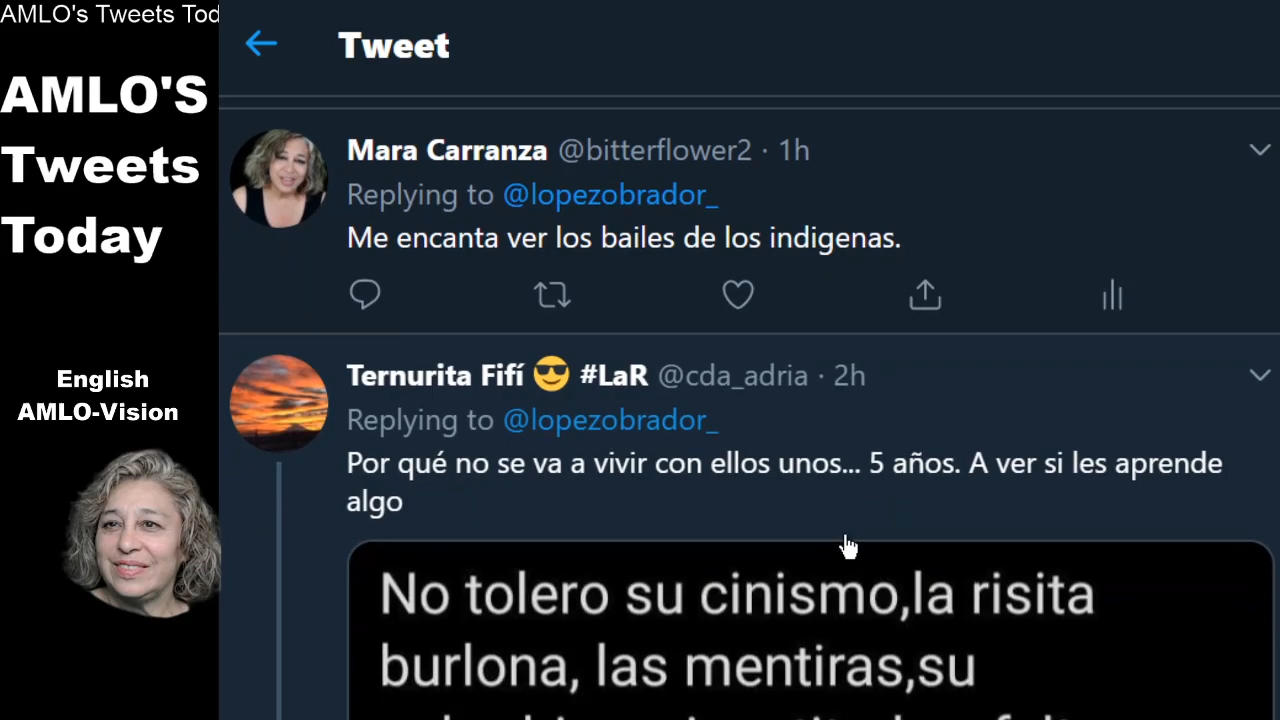 AMLO's Tweets Tod
AMLO'S
Tweets
Today
English
AMLO-Vision
Tweet
Mara Carranza @bitterflower2 · 1h
Replying to @lopezobrador_
Me encanta ver los bailes de los indigenas.
Ternurita Fifí 😎 #LaR @cda_adria · 2h
Replying to @lopezobrador_
Por qué no se va a vivir con ellos unos... 5 años. A ver si les aprende
algo
No tolero su cinismo,la risita
burlona, las mentiras,su